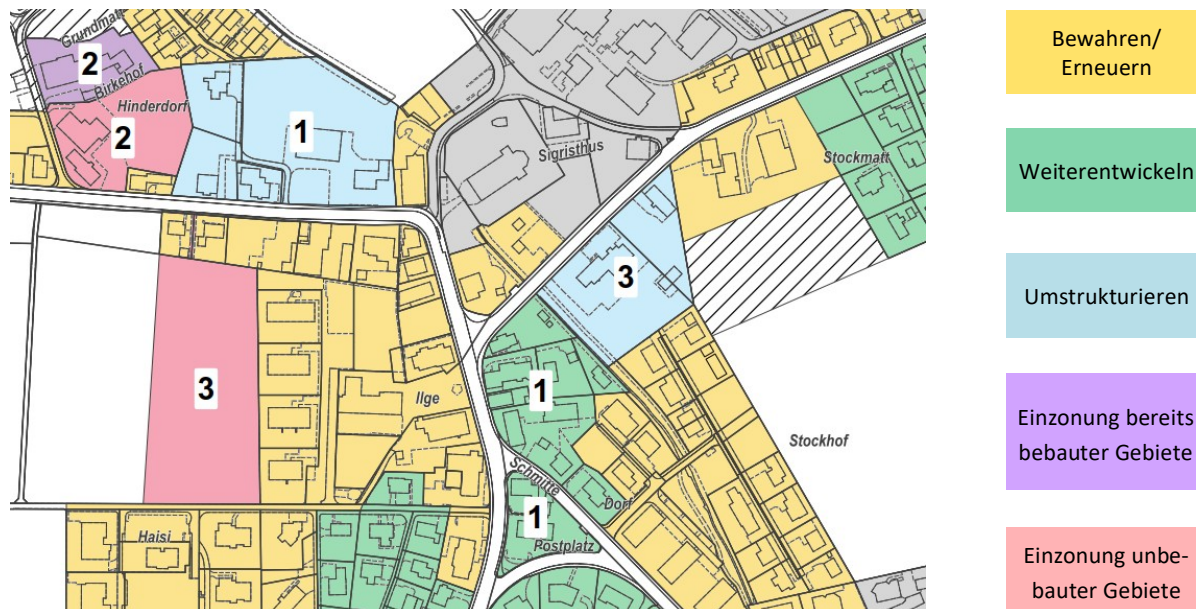 Grundmatt
2
Birkehof
Hinderdorf
2
1
Sigristhus
Stockmatt
3
3
Ilge
1
Stockhof
Schmitte
Dorf
1
Postplatz
Haisi
Bewahren/
Erneuern
Weiterentwickeln
Umstrukturieren
Einzonung bereits
bebauter Gebiete
Einzonung unbe-
bauter Gebiete